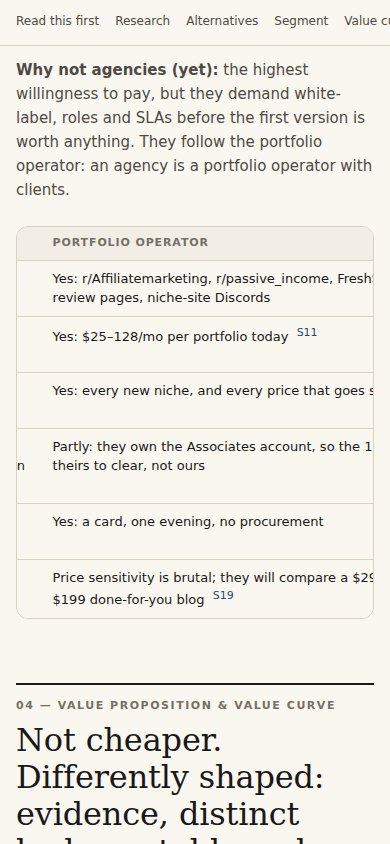 Read this first Research Alternatives Segment Value
Why not agencies (yet): the highest
willingness to pay, but they demand white-
label, roles and SLAs before the first version is
worth anything. They follow the portfolio
operator: an agency is a portfolio operator with
clients.
PORTFOLIO OPERATOR
Yes: r/Affiliatemarketing, r/passive_income,
review pages, niche-site Discords
Yes: $25–128/mo per portfolio today S11
Yes: every new niche, and every price that goes
Partly: they own the Associates account, so the
n theirs to clear, not ours
Yes: a card, one evening, no procurement
Price sensitivity is brutal; they will compare a
$199 done-for-you blog S19
04 — VALUE PROPOSITION & VALUE CURVE
Not cheaper.
Differently shaped:
evidence, distinct